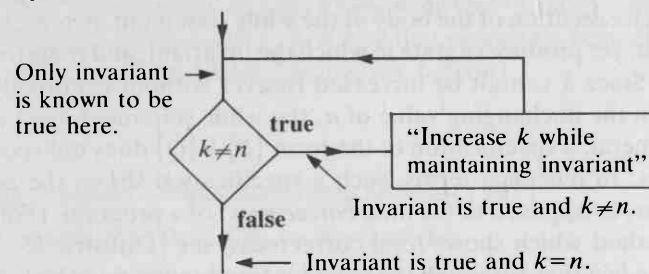 Only invariant
is known to be
true here.
k≠n
true
"Increase k while
maintaining invariant"
Invariant is true and k≠n.
false
Invariant is true and k=n.